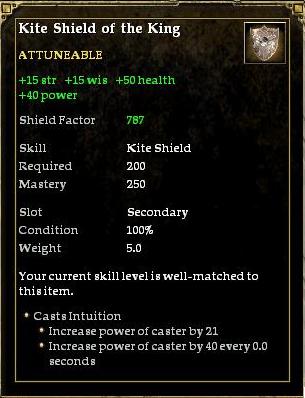 Kite Shield of the King
ATTUNEABLE
+15 str +15 wis +50 health
+40 power
Shield Factor 787
Skill Kite Shield
Required 200
Mastery 250
Slot Secondary
Condition 100%
Weight 5.0
Your current skill level is well-matched to
this item.
• Casts Intuition
• Increase power of caster by 21
• Increase power of caster by 40 every 0.0
seconds